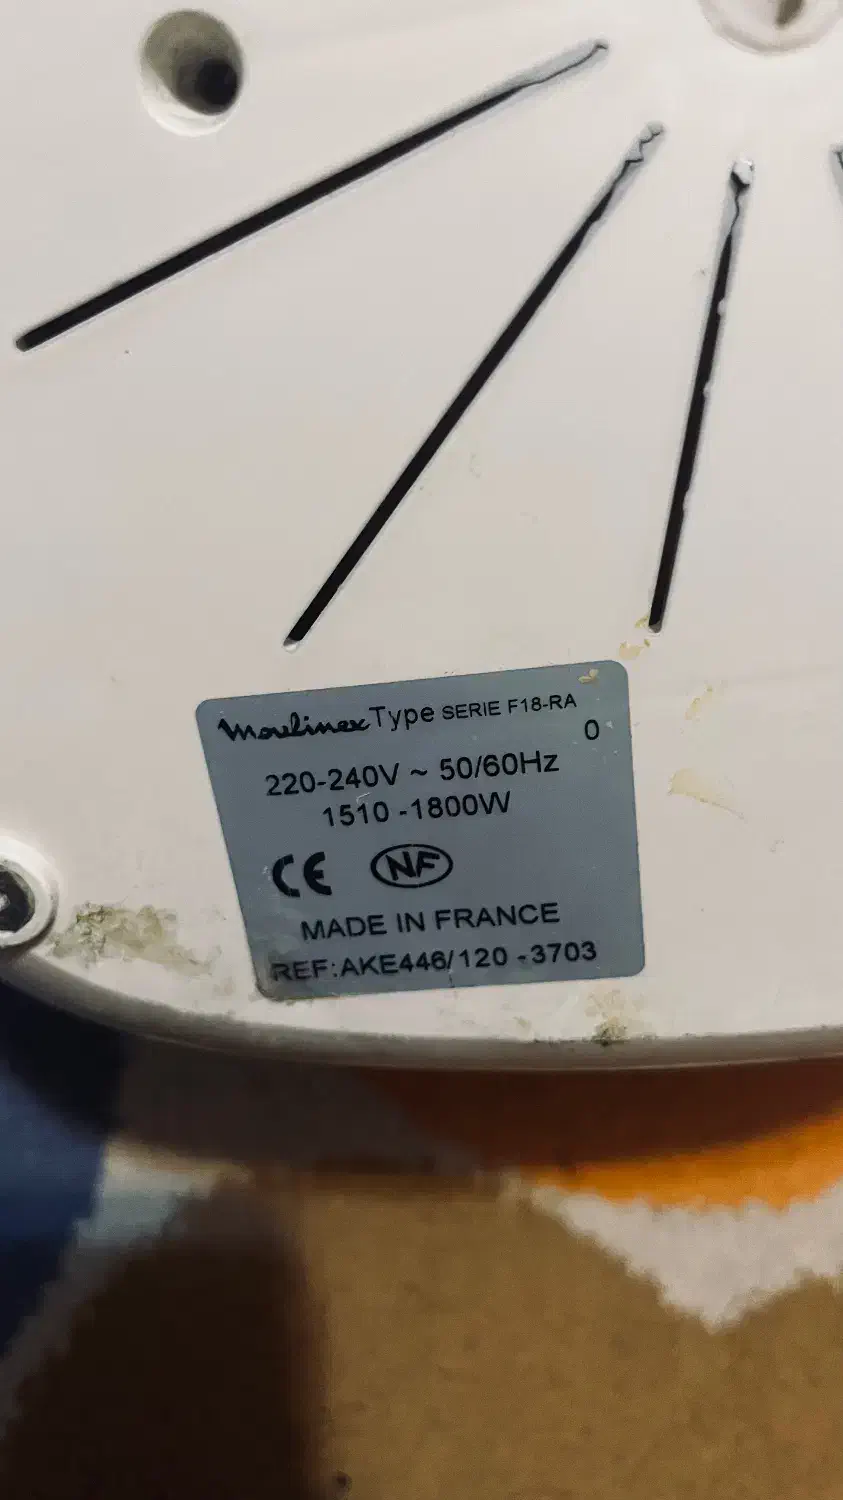 Moulinex Type SERIE F18-RA
0
220-240V ~ 50/60Hz
1510 -1800W
CE NF
MADE IN FRANCE
REF:AKE446/120 -3703